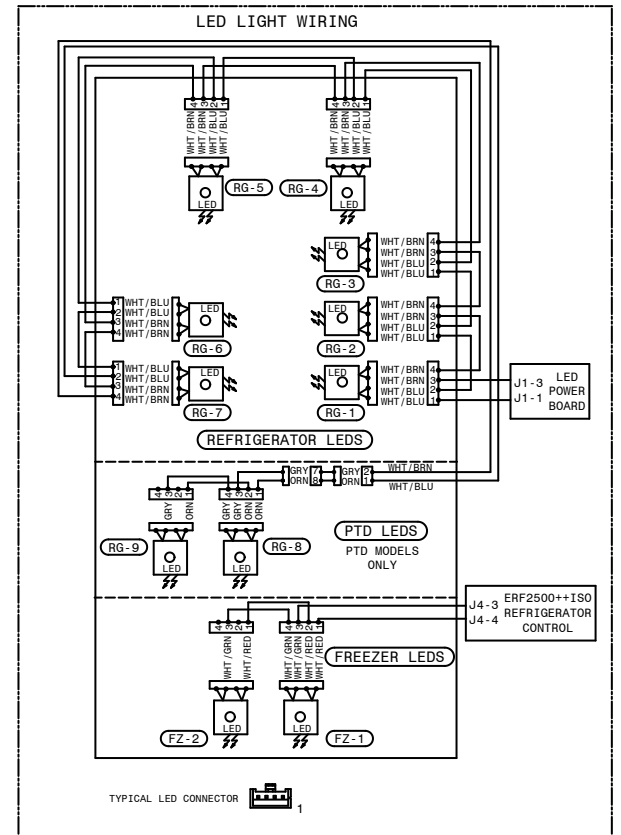 LED LIGHT WIRING
4 3 2 1
4 3 2 1
WHT/BRN
WHT/BRN
WHT/BLU
WHT/BLU
WHT/BRN
WHT/BRN
WHT/BLU
WHT/BLU
LED
RG-5
RG-4
LED
LED
WHT/BRN 4
WHT/BRN 3
WHT/BLU 2
WHT/BLU 1
RG-3
1 WHT/BLU
2 WHT/BLU
3 WHT/BRN
4 WHT/BRN
LED
RG-6
LED
WHT/BRN 4
WHT/BRN 3
WHT/BLU 2
WHT/BLU 1
RG-2
1 WHT/BLU
2 WHT/BLU
3 WHT/BRN
4 WHT/BRN
LED
RG-7
LED
WHT/BRN 4
WHT/BRN 3
WHT/BLU 2
WHT/BLU 1
RG-1
J1-3
J1-1
LED
POWER
BOARD
REFRIGERATOR LEDS
GRY 7 GRY 2 WHT/BRN
ORN 8 ORN 1 WHT/BLU
4 3 2 1
4 3 2 1
GRY
ORN
GRY
GRY
ORN
ORN
RG-9
LED
LED
RG-8
PTD LEDS
PTD MODELS
ONLY
4 3 2 1
4 3 2 1
WHT/GRN
WHT/RED
WHT/GRN
WHT/GRN
WHT/RED
WHT/RED
J4-3
J4-4
ERF2500++ISO
REFRIGERATOR
CONTROL
FREEZER LEDS
LED
FZ-2
LED
FZ-1
TYPICAL LED CONNECTOR
1